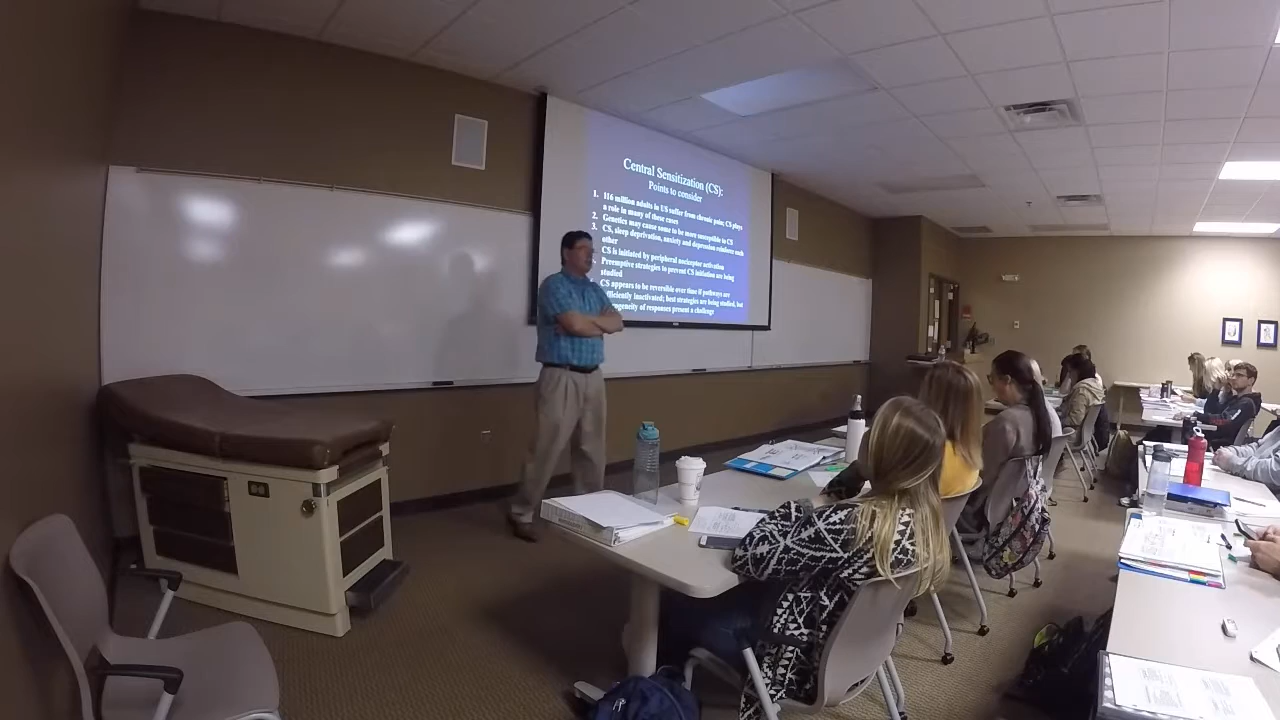 Central Sensitization (CS):
Points to consider
1. 116 million adults in US suffer from chronic pain; CS plays
a role in many of these cases
2. Genetics may cause some to be more susceptible to CS
3. CS, sleep deprivation, anxiety and depression reinforce each
other
CS is initiated by peripheral nociceptor activation
Preemptive strategies to prevent CS initiation are being
studied
CS appears to be reversible over time if pathways are
efficiently inactivated; best strategies are being studied, but
of responses present a challenge